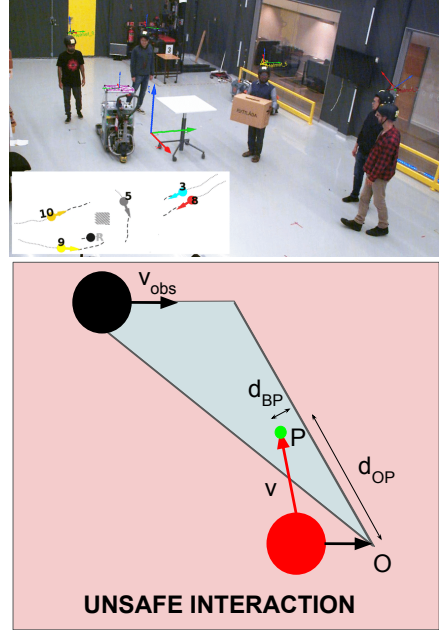 3
5
8
10
R
9
v_obs
d_BP
P
d_OP
v
O
UNSAFE INTERACTION